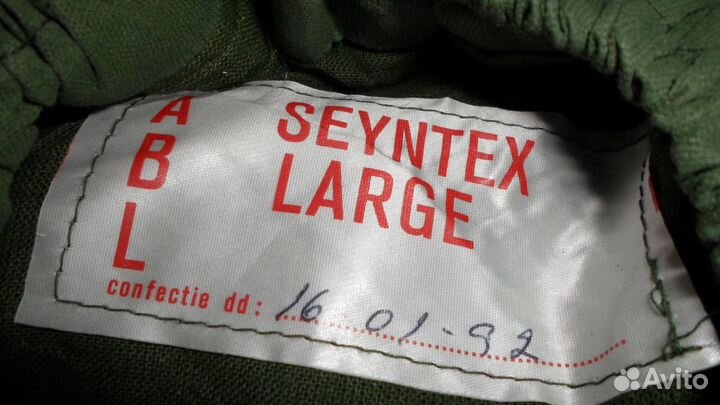 A SEYNTEX
B LARGE
L
confectie dd: 16-01-92
Avito